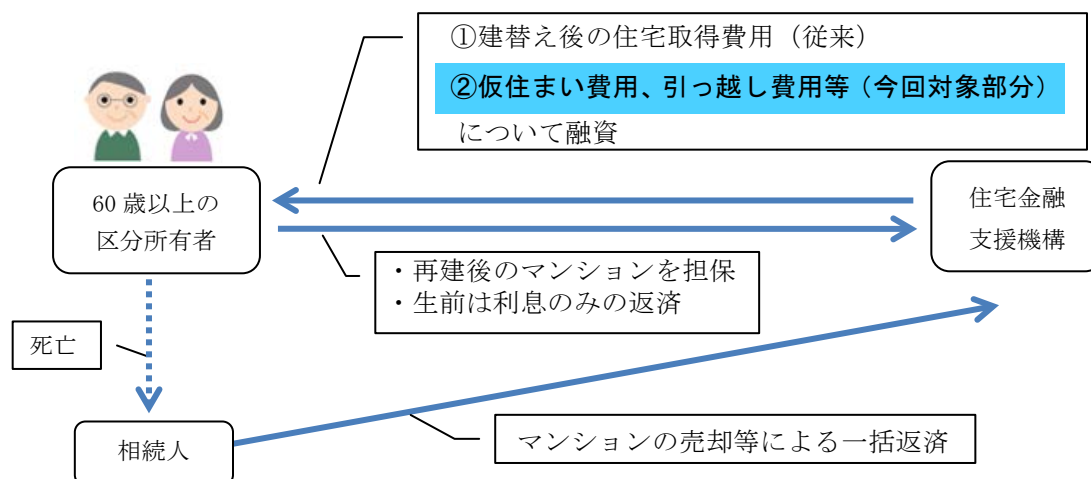 ①建替え後の住宅取得費用（従来）
②仮住まい費用、引っ越し費用等（今回対象部分）
について融資
60 歳以上の
区分所有者
住宅金融
支援機構
・再建後のマンションを担保
・生前は利息のみの返済
死亡
相続人
マンションの売却等による一括返済